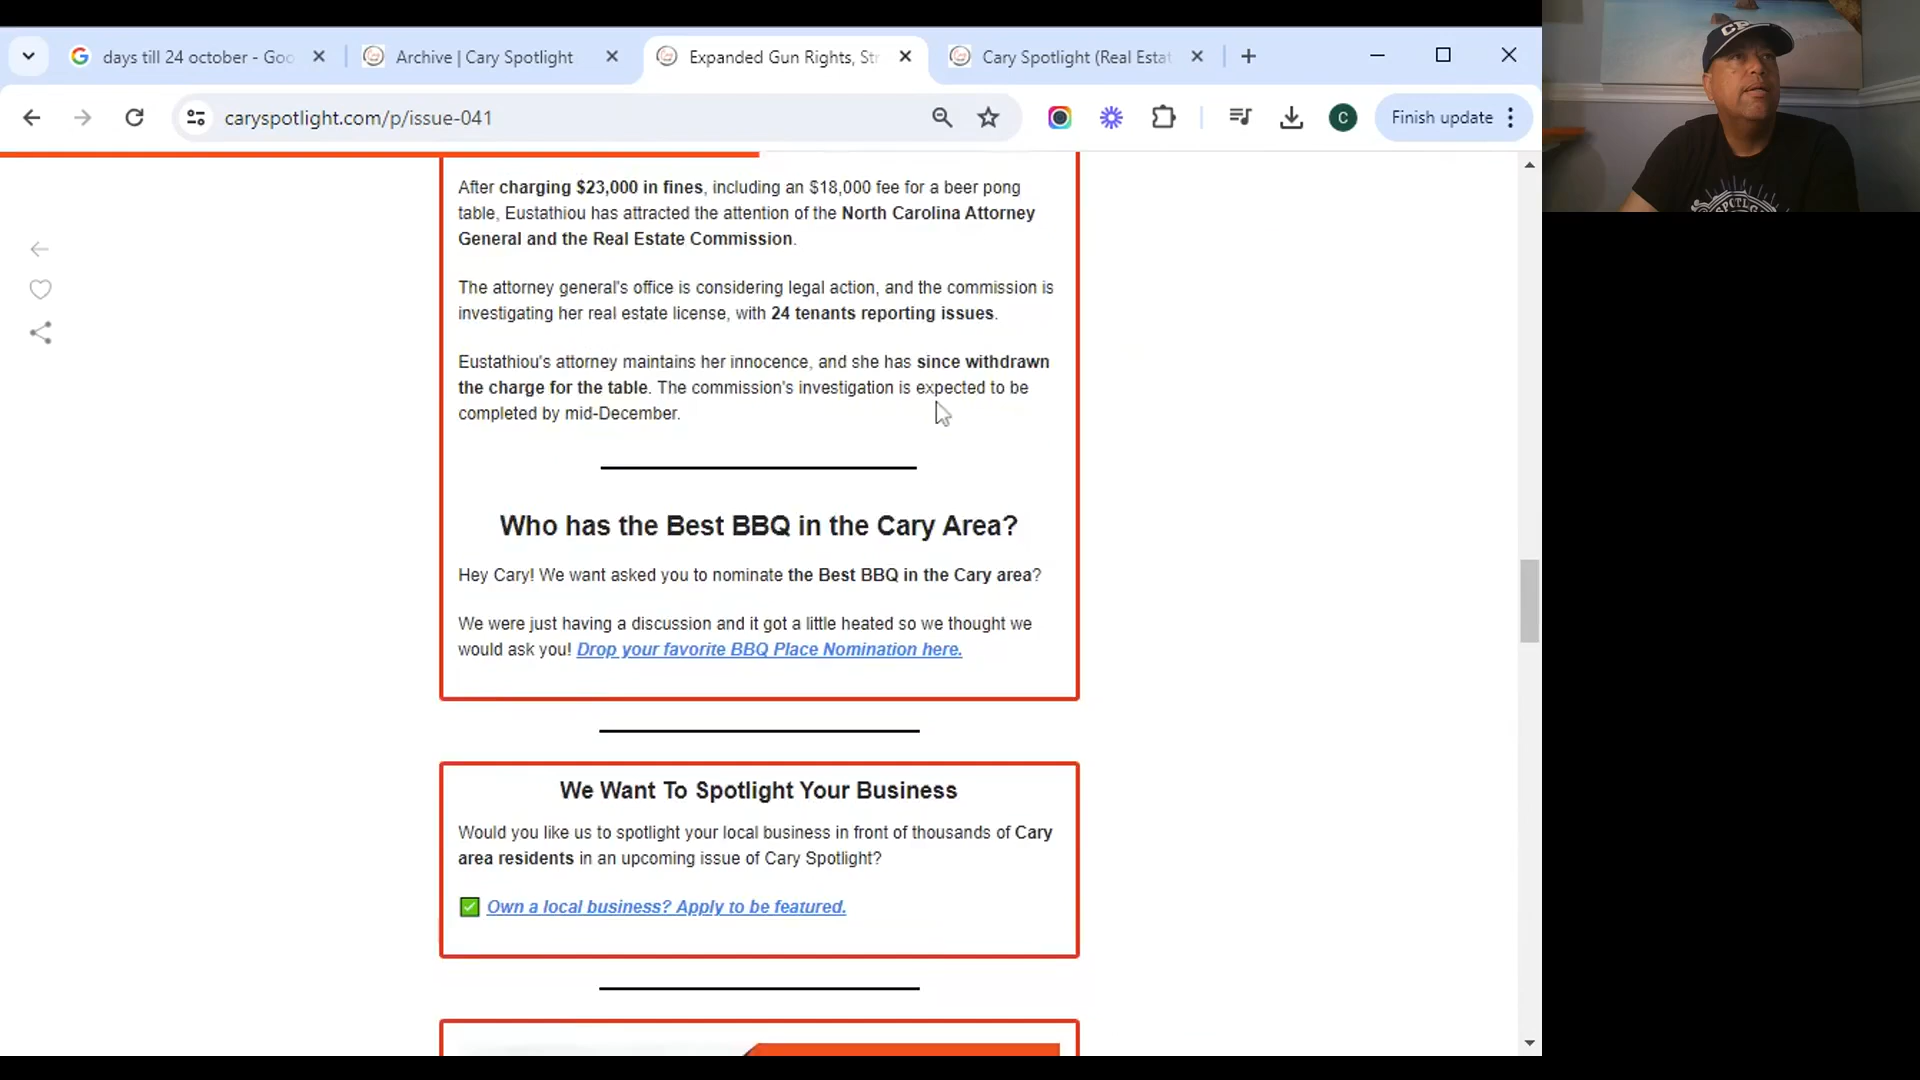 days till 24 october - Goo
Archive | Cary Spotlight
Expanded Gun Rights, Str
Cary Spotlight (Real Estat
caryspotlight.com/p/issue-041
C
Finish update
After charging $23,000 in fines, including an $18,000 fee for a beer pong
table, Eustathiou has attracted the attention of the North Carolina Attorney
General and the Real Estate Commission.
The attorney general's office is considering legal action, and the commission is
investigating her real estate license, with 24 tenants reporting issues.
Eustathiou's attorney maintains her innocence, and she has since withdrawn
the charge for the table. The commission's investigation is expected to be
completed by mid-December.
Who has the Best BBQ in the Cary Area?
Hey Cary! We want asked you to nominate the Best BBQ in the Cary area?
We were just having a discussion and it got a little heated so we thought we
would ask you! Drop your favorite BBQ Place Nomination here.
We Want To Spotlight Your Business
Would you like us to spotlight your local business in front of thousands of Cary
area residents in an upcoming issue of Cary Spotlight?
✅ Own a local business? Apply to be featured.